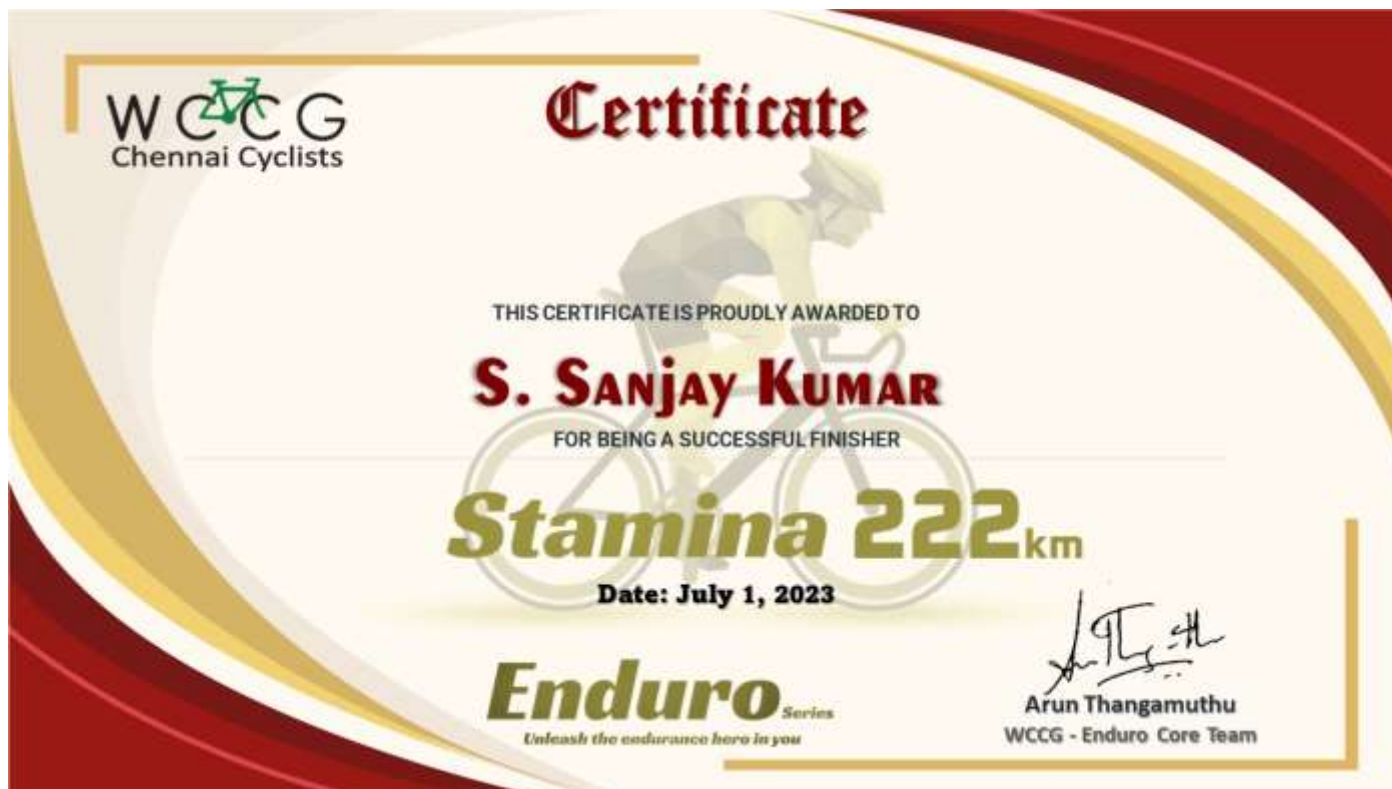 WCCG
Chennai Cyclists
Certificate
THIS CERTIFICATE IS PROUDLY AWARDED TO
S. SANJAY KUMAR
FOR BEING A SUCCESSFUL FINISHER
Stamina 222km
Date: July 1, 2023
Enduro Series
Unleash the endurance hero in you
Arun Thangamuthu
WCCG - Enduro Core Team